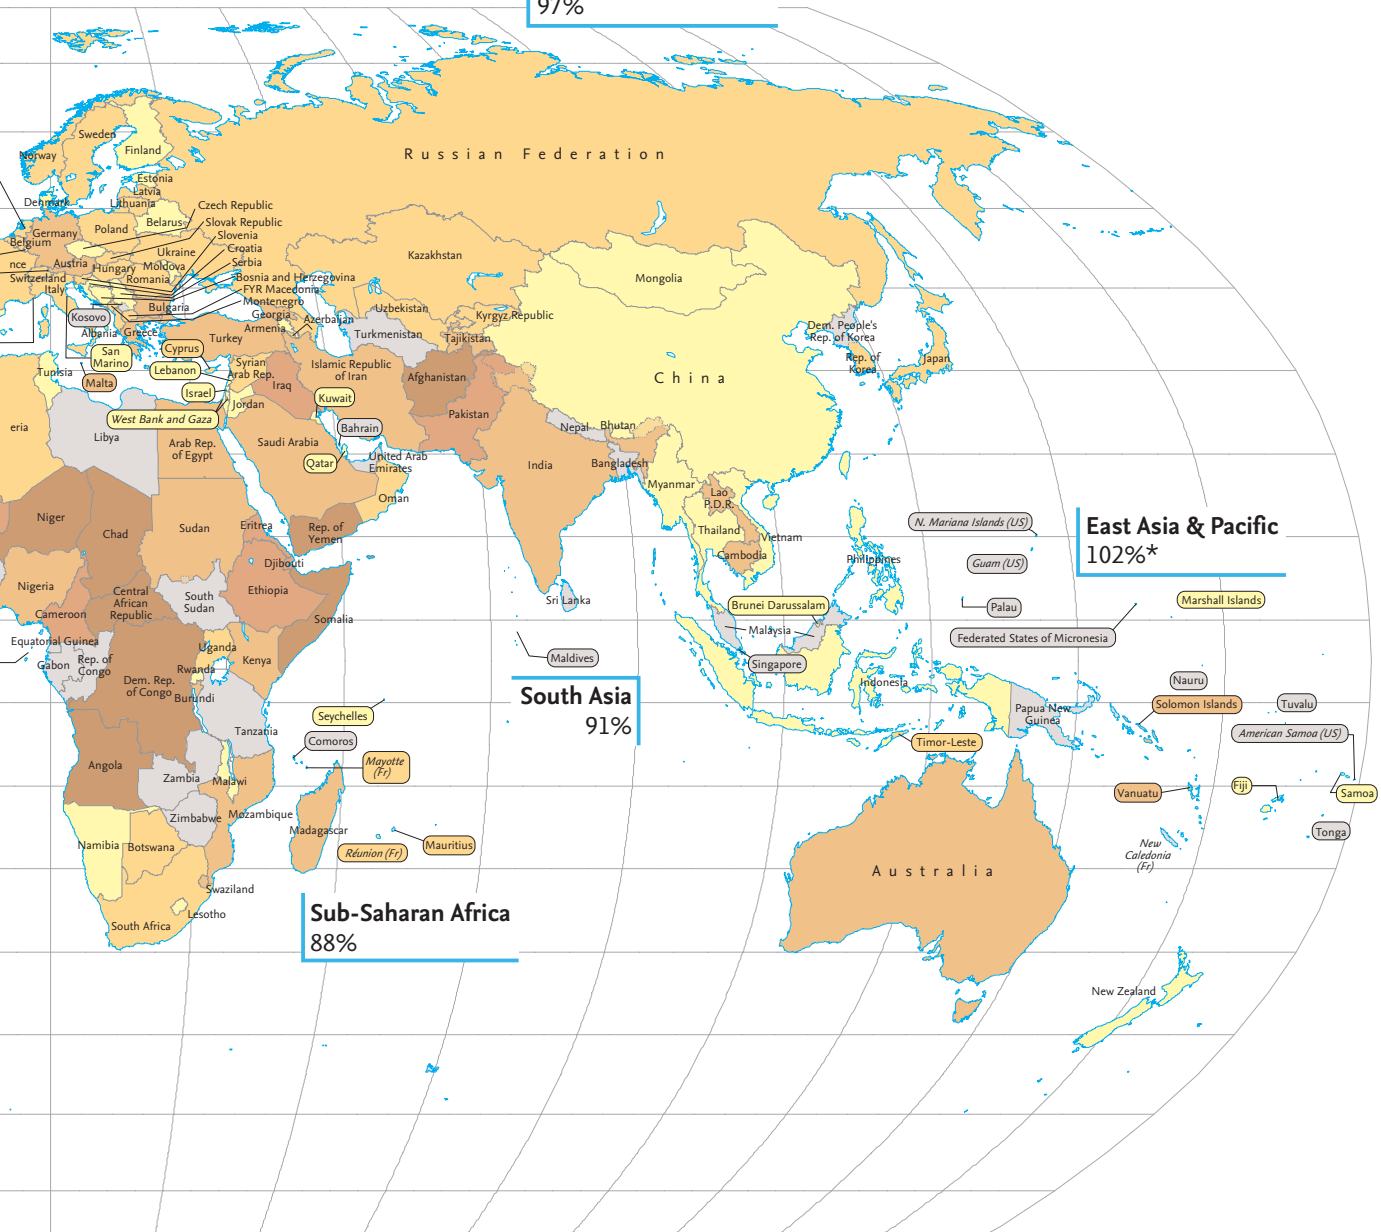 97%
Sweden
Norway
Finland
Russian Federation
Estonia
Latvia
Lithuania
Denmark
Czech Republic
Slovak Republic
Slovenia
Croatia
Serbia
Bosnia and Herzegovina
FYR Macedonia
Montenegro
Belarus
Poland
Germany
Belgium
Ukraine
Austria
nce
Hungary
Moldova
Switzerland
Romania
Italy
Bulgaria
Kosovo
Albania
Greece
Georgia
Armenia
Azerbaijan
Turkey
Kazakhstan
Mongolia
Uzbekistan
Kyrgyz Republic
Turkmenistan
Tajikistan
Dem. People's
Rep. of Korea
Rep. of
Korea
Japan
China
San
Marino
Cyprus
Lebanon
Syrian
Arab Rep.
Iraq
Islamic Republic
of Iran
Afghanistan
Tunisia
Malta
Israel
Jordan
Kuwait
Pakistan
West Bank and Gaza
Bahrain
eria
Libya
Arab Rep.
of Egypt
Saudi Arabia
Qatar
United Arab
Emirates
Oman
India
Nepal
Bhutan
Bangladesh
Myanmar
Lao
P.D.R.
Thailand
Vietnam
Cambodia
Philippines
N. Mariana Islands (US)
Guam (US)
East Asia & Pacific
102%*
Niger
Chad
Sudan
Eritrea
Rep. of
Yemen
Djibouti
Nigeria
Central
African
Republic
South
Sudan
Ethiopia
Somalia
Cameroon
Sri Lanka
Maldives
Brunei Darussalam
Malaysia
Singapore
Indonesia
Palau
Federated States of Micronesia
Marshall Islands
Equatorial Guinea
Gabon
Rep. of
Congo
Uganda
Kenya
Rwanda
Dem. Rep.
of Congo
Burundi
Tanzania
South Asia
91%
Nauru
Solomon Islands
Tuvalu
Papua New
Guinea
American Samoa (US)
Timor-Leste
Seychelles
Comoros
Mayotte
(Fr)
Angola
Zambia
Malawi
Zimbabwe
Mozambique
Madagascar
Réunion (Fr)
Mauritius
Vanuatu
Fiji
Samoa
Tonga
New
Caledonia
(Fr)
Namibia
Botswana
Australia
Swaziland
Lesotho
South Africa
Sub-Saharan Africa
88%
New Zealand